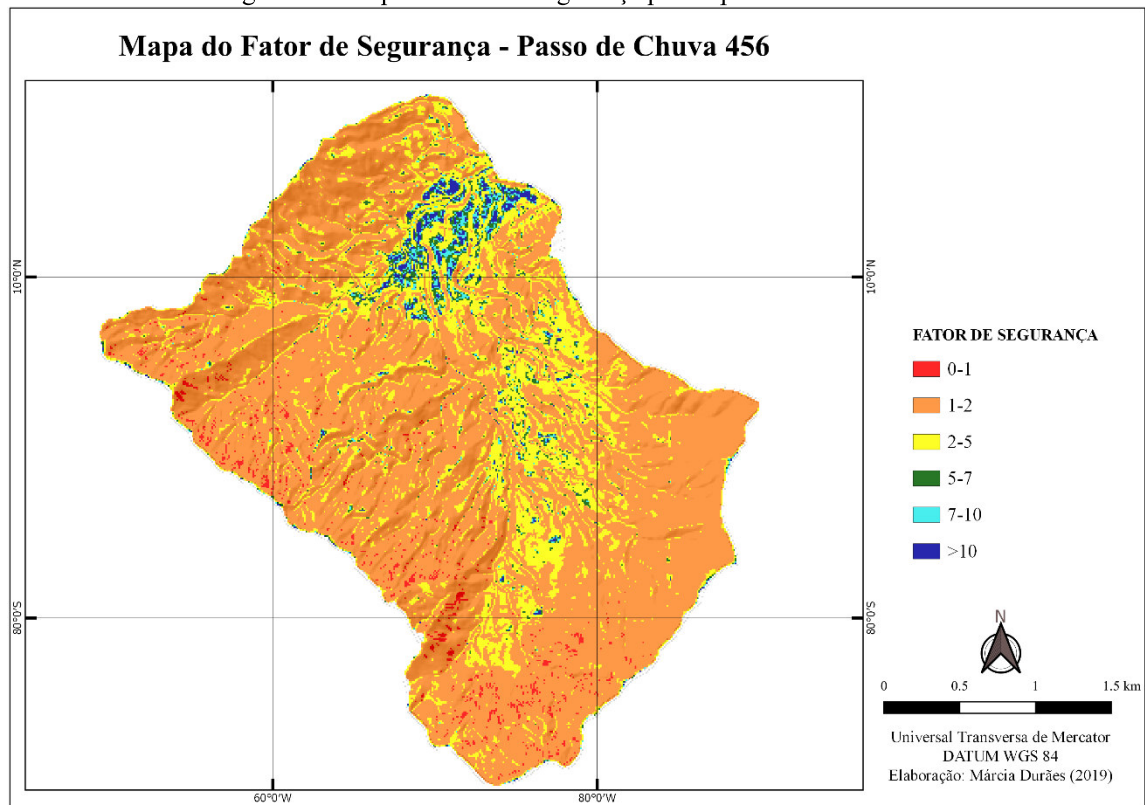 Mapa do Fator de Segurança - Passo de Chuva 456
10°0'N
10°0'N
80°0'S
80°0'S
60°0'W
80°0'W
FATOR DE SEGURANÇA
0-1
1-2
2-5
5-7
7-10
>10
N
0 0.5 1 1.5 km
Universal Transversa de Mercator
DATUM WGS 84
Elaboração: Márcia Durães (2019)